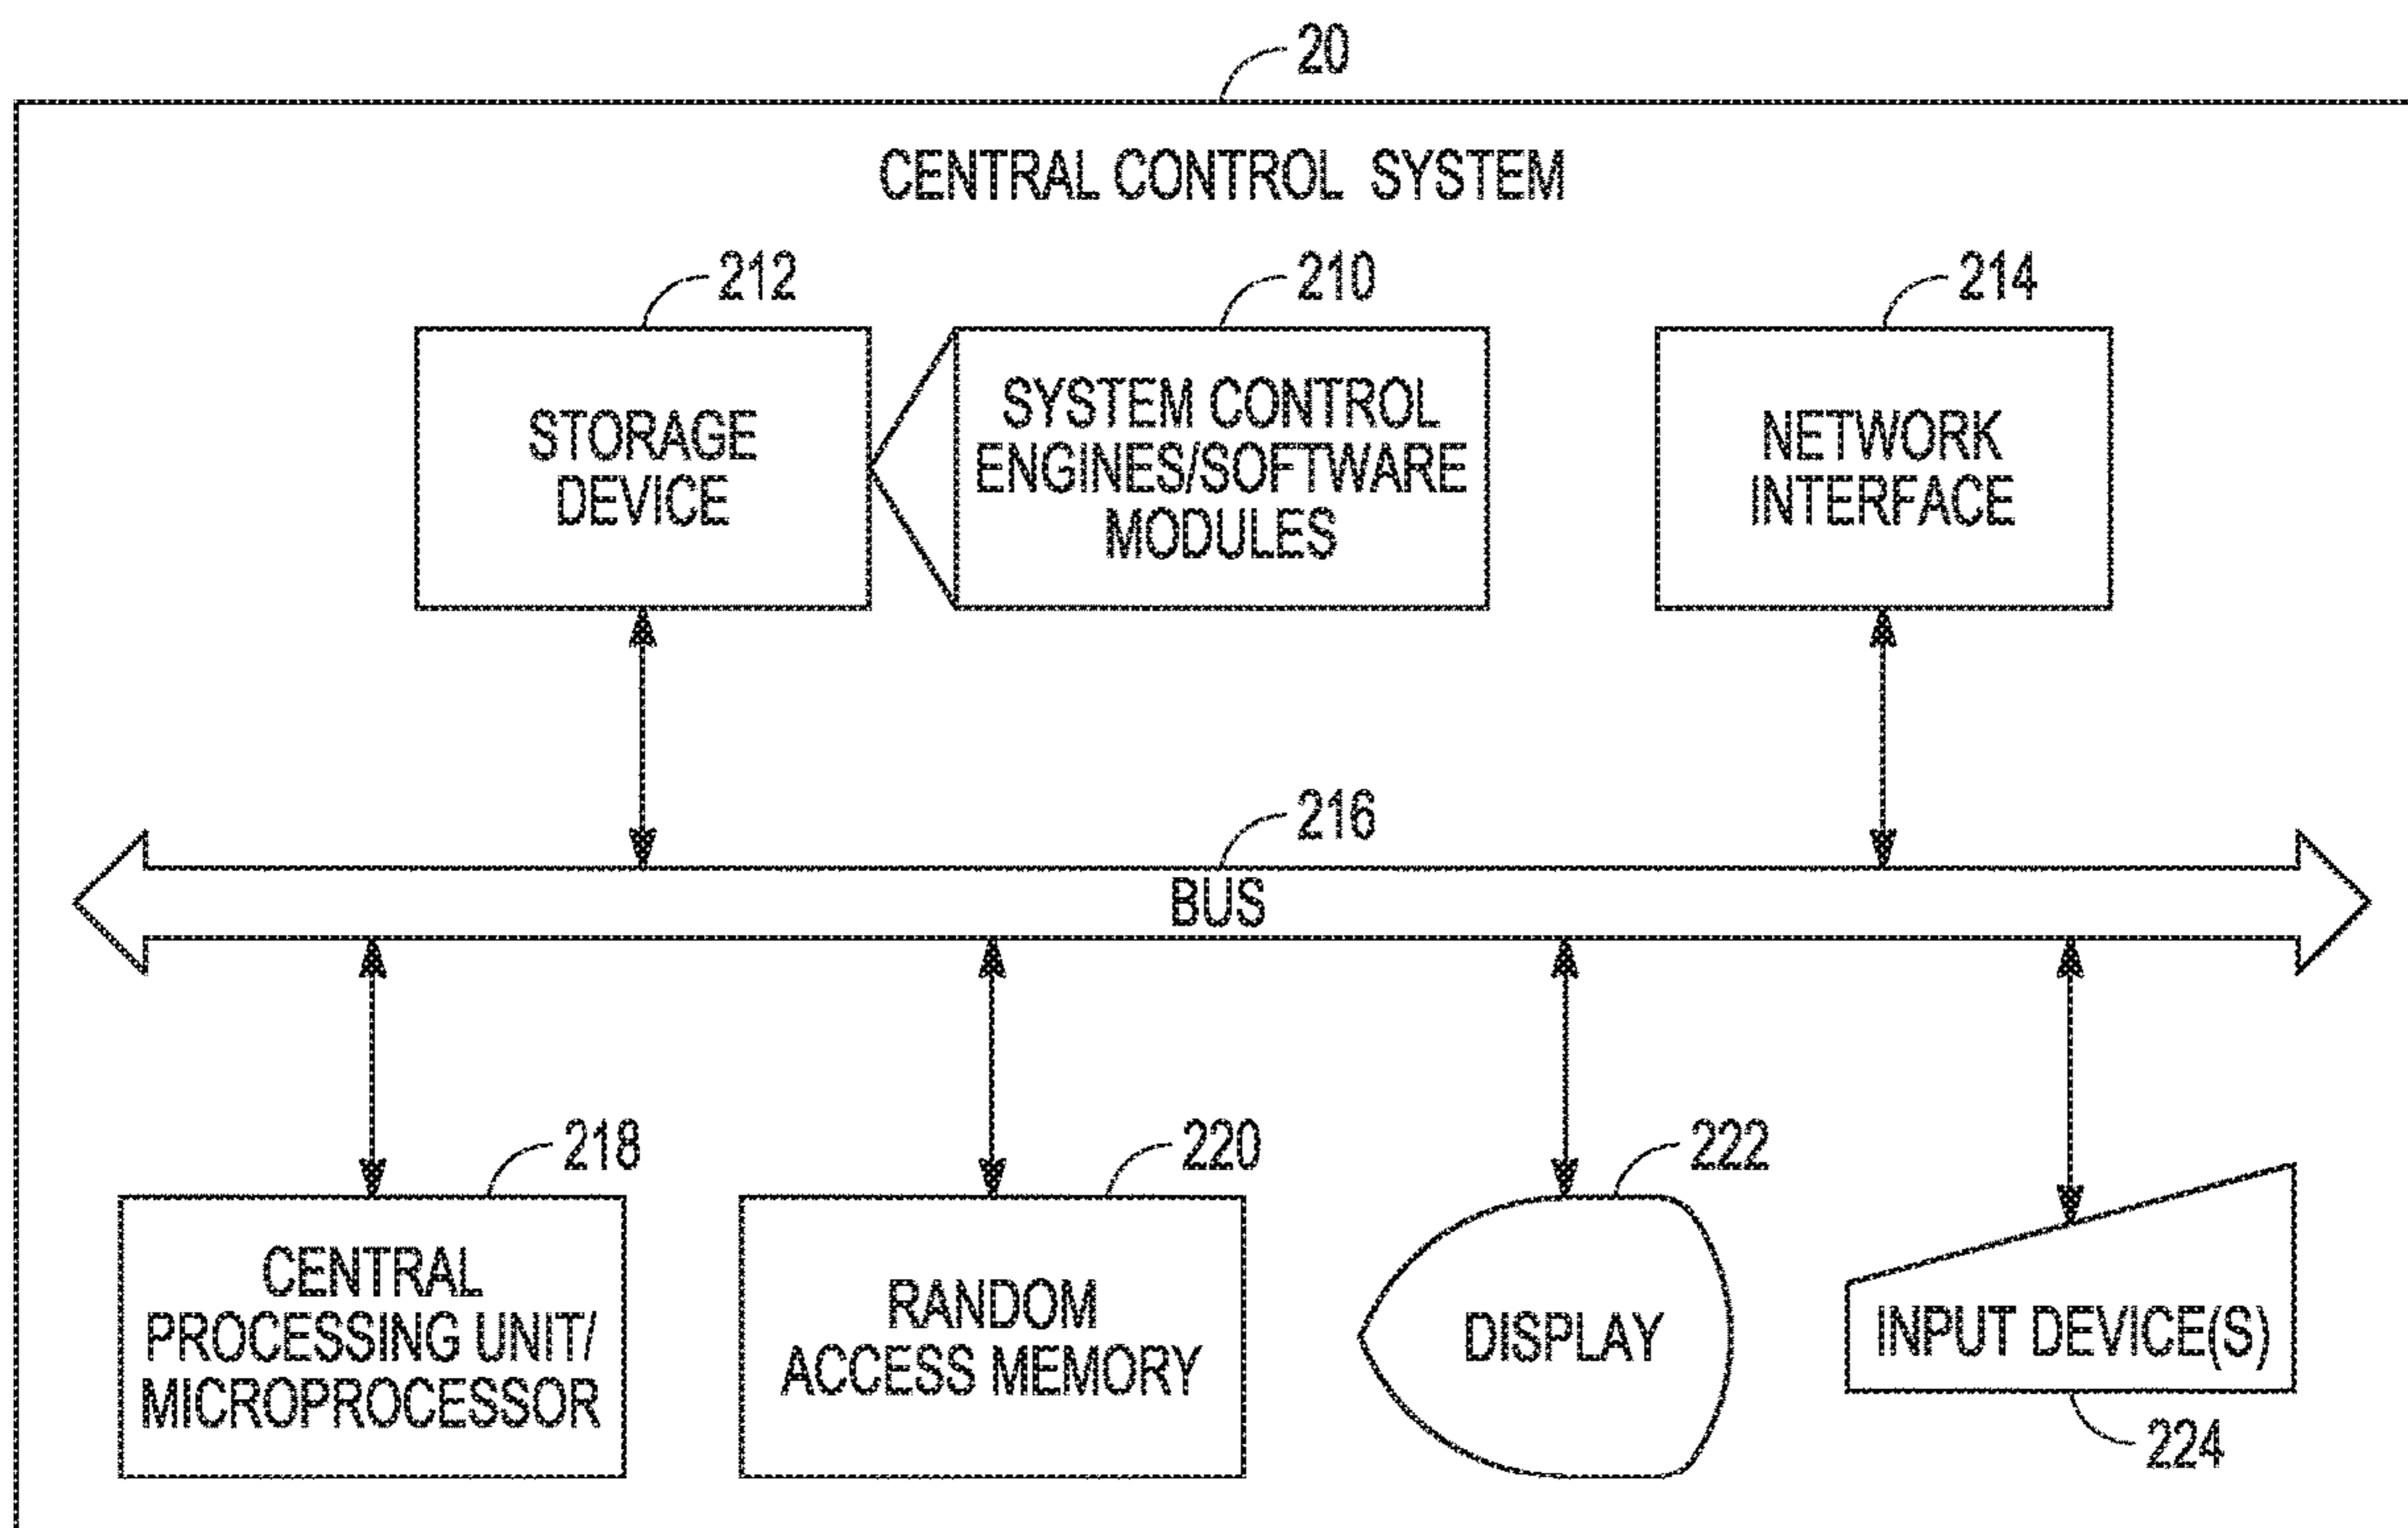 20
CENTRAL CONTROL SYSTEM
212
210
214
STORAGE
DEVICE
SYSTEM CONTROL
ENGINES/SOFTWARE
MODULES
NETWORK
INTERFACE
216
BUS
218
220
222
CENTRAL
PROCESSING UNIT/
MICROPROCESSOR
RANDOM
ACCESS MEMORY
DISPLAY
INPUT DEVICE(S)
224